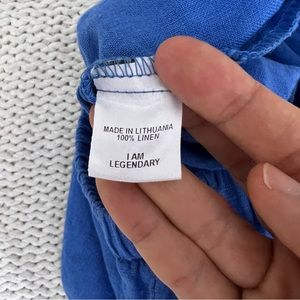 MADE IN LITHUANIA
100% LINEN
I AM
LEGENDARY